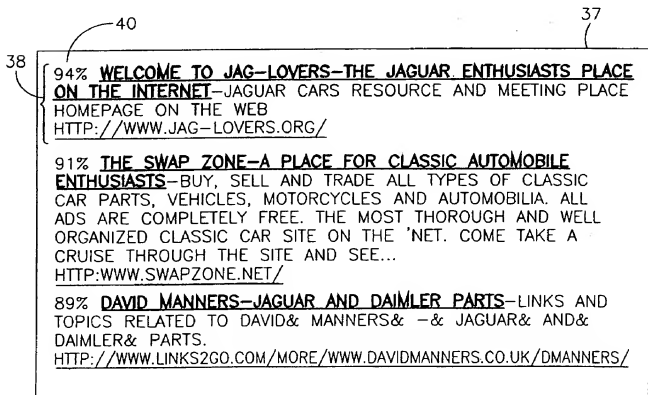 40
37
38
94% WELCOME TO JAG-LOVERS-THE JAGUAR ENTHUSIASTS PLACE
ON THE INTERNET-JAGUAR CARS RESOURCE AND MEETING PLACE
HOMEPAGE ON THE WEB
HTTP://WWW.JAG-LOVERS.ORG/
91% THE SWAP ZONE-A PLACE FOR CLASSIC AUTOMOBILE
ENTHUSIASTS-BUY, SELL AND TRADE ALL TYPES OF CLASSIC
CAR PARTS, VEHICLES, MOTORCYCLES AND AUTOMOBILIA. ALL
ADS ARE COMPLETELY FREE. THE MOST THOROUGH AND WELL
ORGANIZED CLASSIC CAR SITE ON THE 'NET. COME TAKE A
CRUISE THROUGH THE SITE AND SEE...
HTTP:WWW.SWAPZONE.NET/
89% DAVID MANNERS-JAGUAR AND DAIMLER PARTS-LINKS AND
TOPICS RELATED TO DAVID& MANNERS& -& JAGUAR& AND&
DAIMLER& PARTS.
HTTP://WWW.LINKS2GO.COM/MORE/WWW.DAVIDMANNERS.CO.UK/DMANNERS/